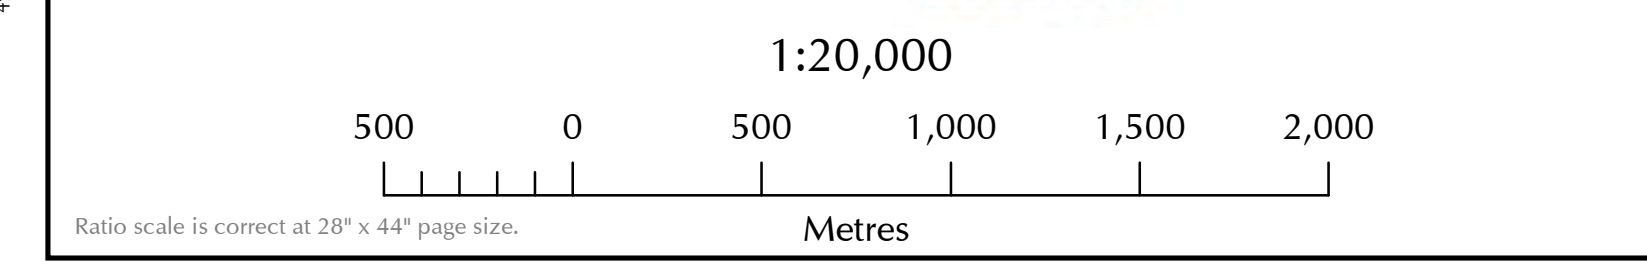 1:20,000
500 0 500 1,000 1,500 2,000
Ratio scale is correct at 28" x 44" page size.
Metres